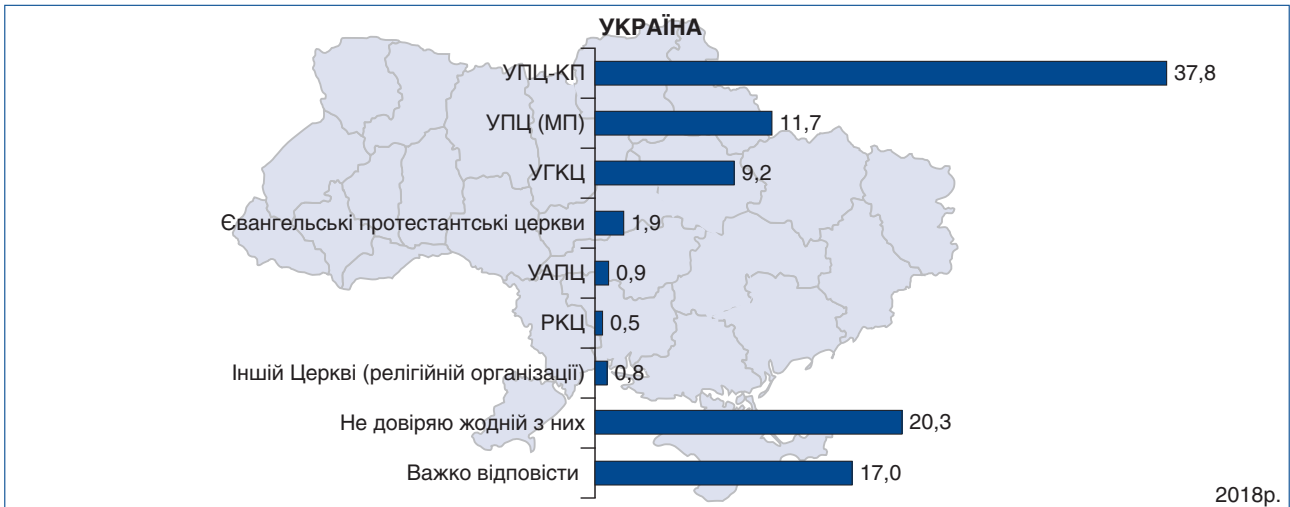 УКРАЇНА
УПЦ-КП 37,8
УПЦ (МП) 11,7
УГКЦ 9,2
Євангельські протестантські церкви 1,9
УАПЦ 0,9
РКЦ 0,5
Іншій Церкві (релігійній організації) 0,8
Не довіряю жодній з них 20,3
Важко відповісти 17,0
2018р.